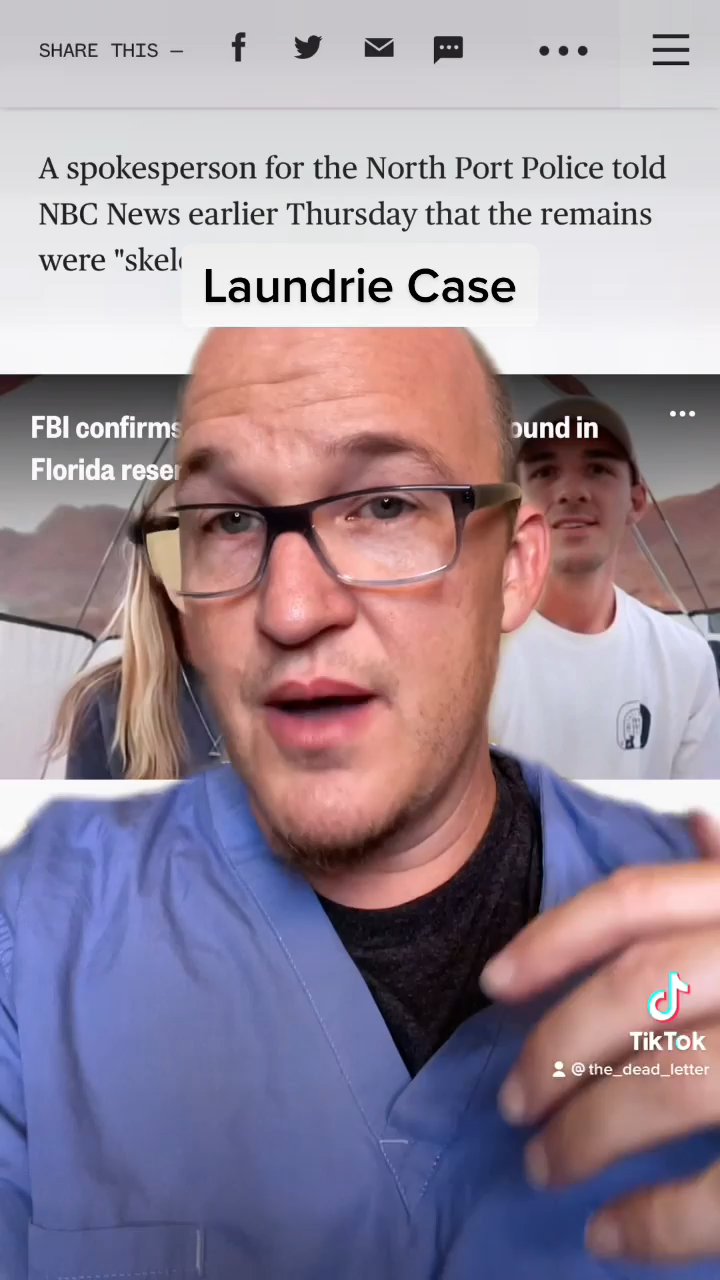 SHARE THIS —
A spokesperson for the North Port Police told
NBC News earlier Thursday that the remains
were "skel
Laundrie Case
FBI confirms ound in
Florida reser
TikTok
@the_dead_letter